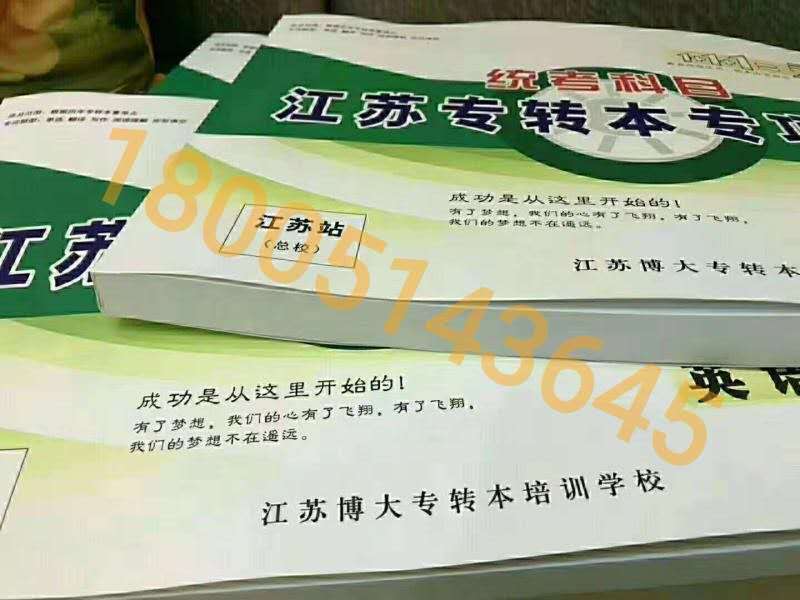 统考科目
江苏专转本专项
成功是从这里开始的!
有了梦想，我们的心有了飞翔，有了飞翔，
我们的梦想不在遥远。
江苏站
（总校）
江苏博大专转本
江苏
18005143645
英语
成功是从这里开始的!
有了梦想，我们的心有了飞翔，有了飞翔，
我们的梦想不在遥远。
江苏博大专转本培训学校